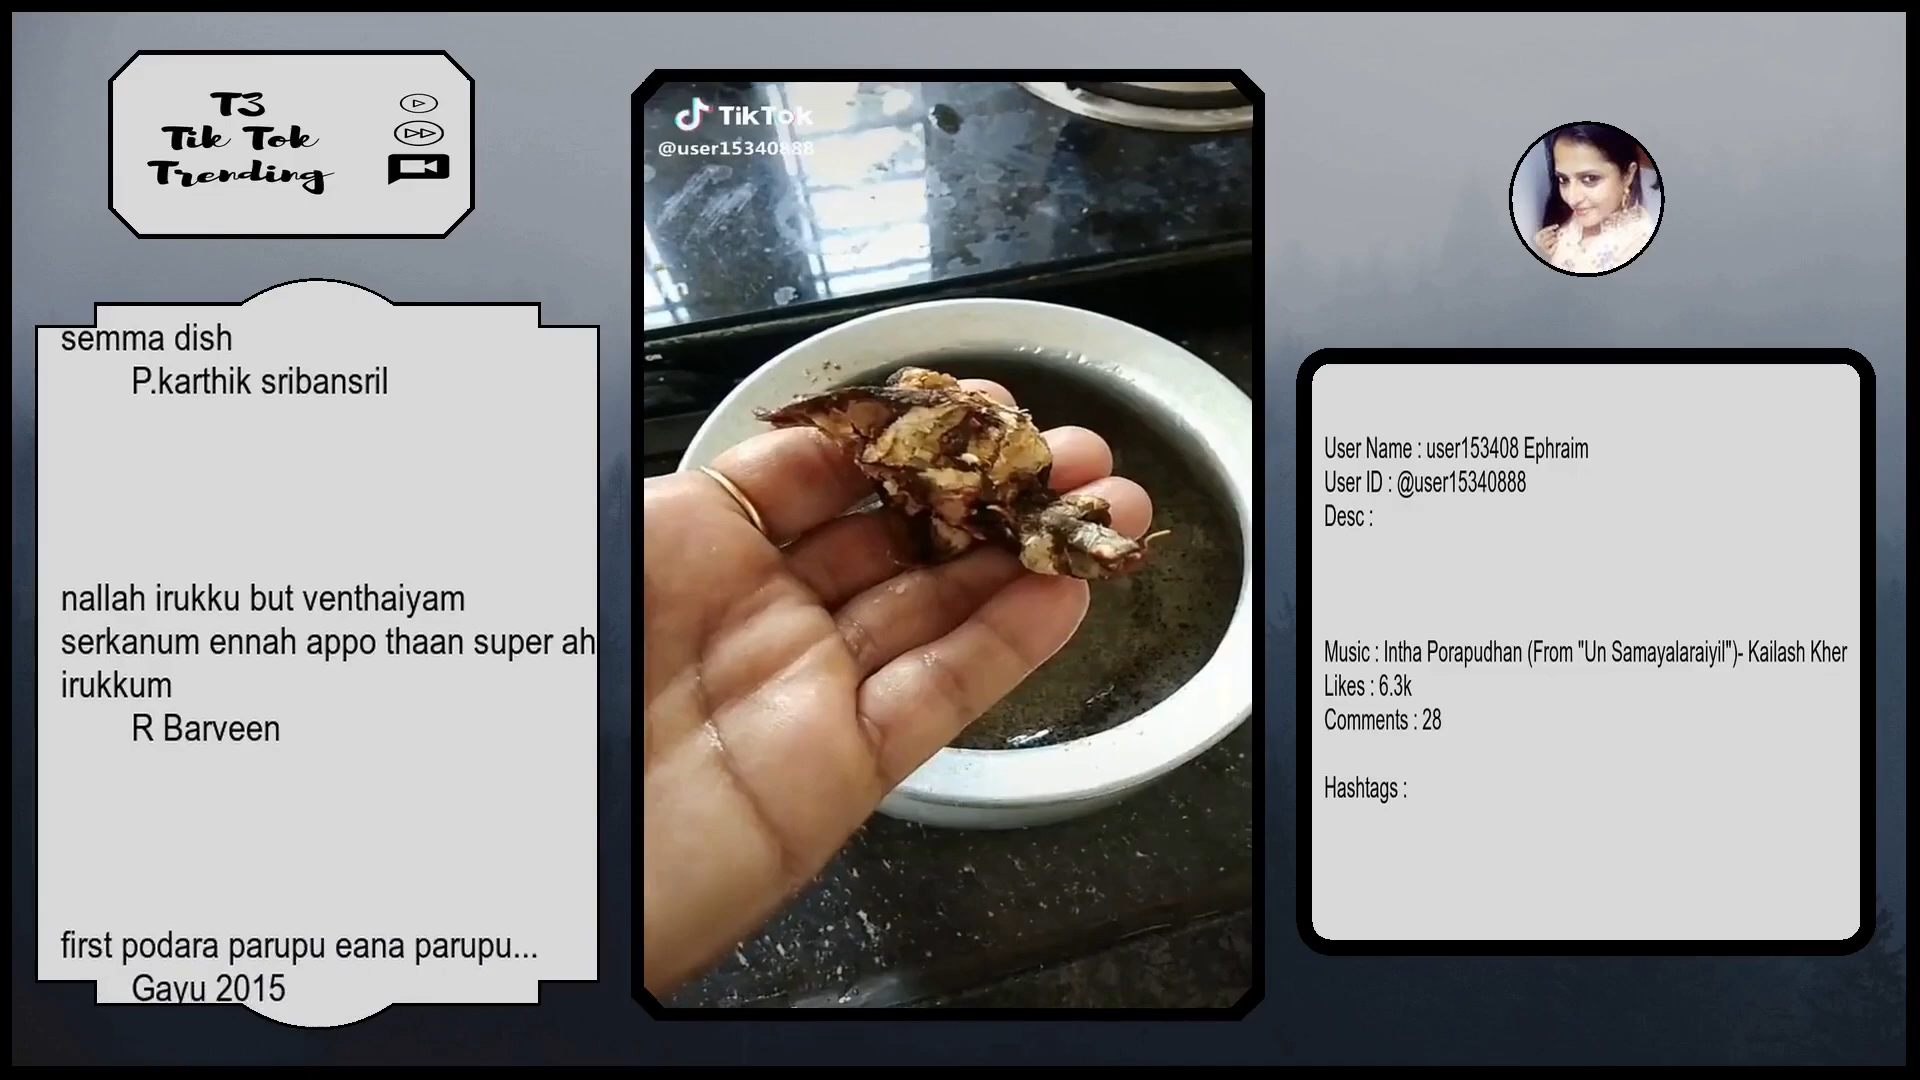 T3
Tik Tok
Trending
semma dish
P.karthik sribansril
nallah irukku but venthaiyam
serkanum ennah appo thaan super ah
irukkum
R Barveen
first podara parupu eana parupu...
Gayu 2015
TikTok
@user15340888
User Name : user153408 Ephraim
User ID : @user15340888
Desc :
Music : Intha Porapudhan (From "Un Samayalaraiyil")- Kailash Kher
Likes : 6.3k
Comments : 28
Hashtags :